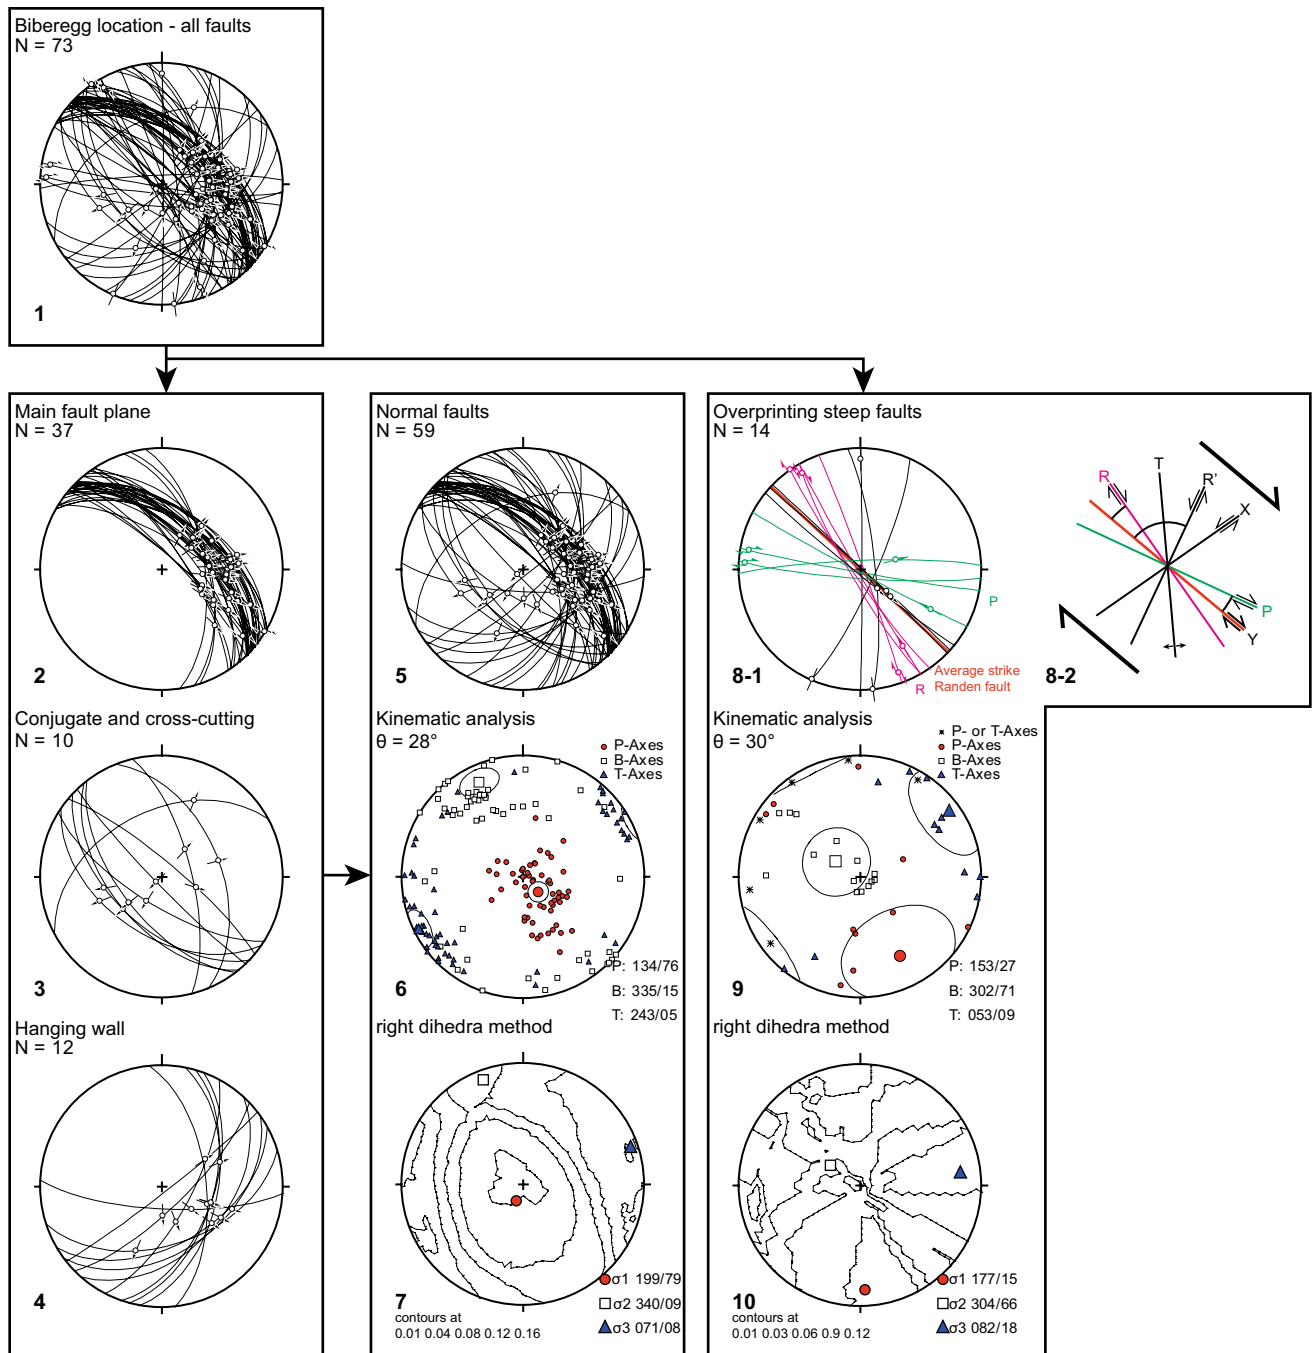 Biberegg location - all faults
N = 73
1
Main fault plane
N = 37
2
Conjugate and cross-cutting
N = 10
3
Hanging wall
N = 12
4
Normal faults
N = 59
5
Kinematic analysis
θ = 28°
P-Axes
B-Axes
T-Axes
6
P: 134/76
B: 335/15
T: 243/05
right dihedra method
7
contours at
0.01 0.04 0.08 0.12 0.16
σ1 199/79
σ2 340/09
σ3 071/08
Overprinting steep faults
N = 14
P
R
Average strike
Randen fault
8-1
R
T
R'
X
P
Y
8-2
Kinematic analysis
θ = 30°
P- or T-Axes
P-Axes
B-Axes
T-Axes
9
P: 153/27
B: 302/71
T: 053/09
right dihedra method
10
contours at
0.01 0.03 0.06 0.9 0.12
σ1 177/15
σ2 304/66
σ3 082/18